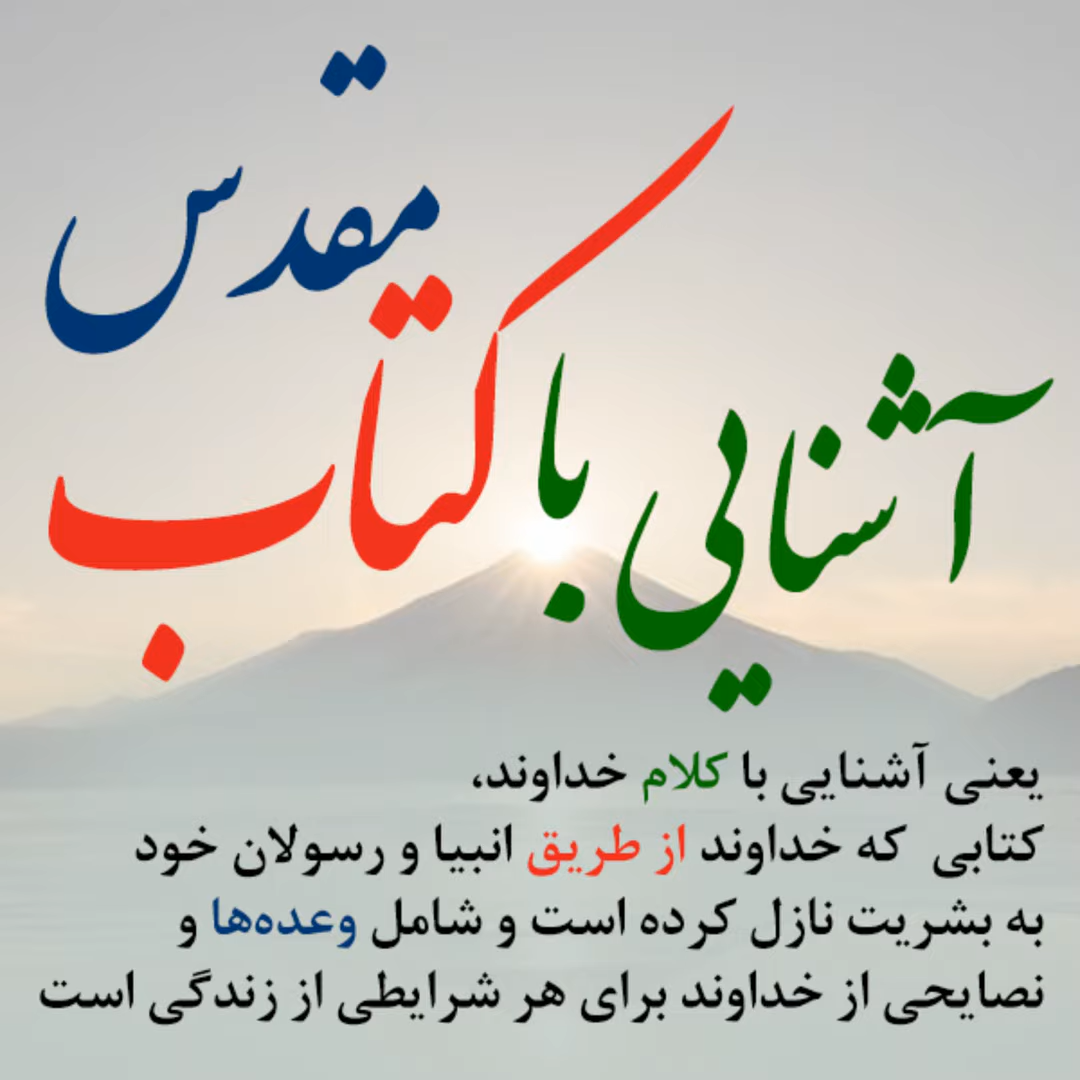 آشنایی با کتاب مقدس
یعنی آشنایی با کلام خداوند،
کتابی که خداوند از طریق انبیا و رسولان خود
به بشریت نازل کرده است و شامل وعده‌ها و
نصایحی از خداوند برای هر شرایطی از زندگی است